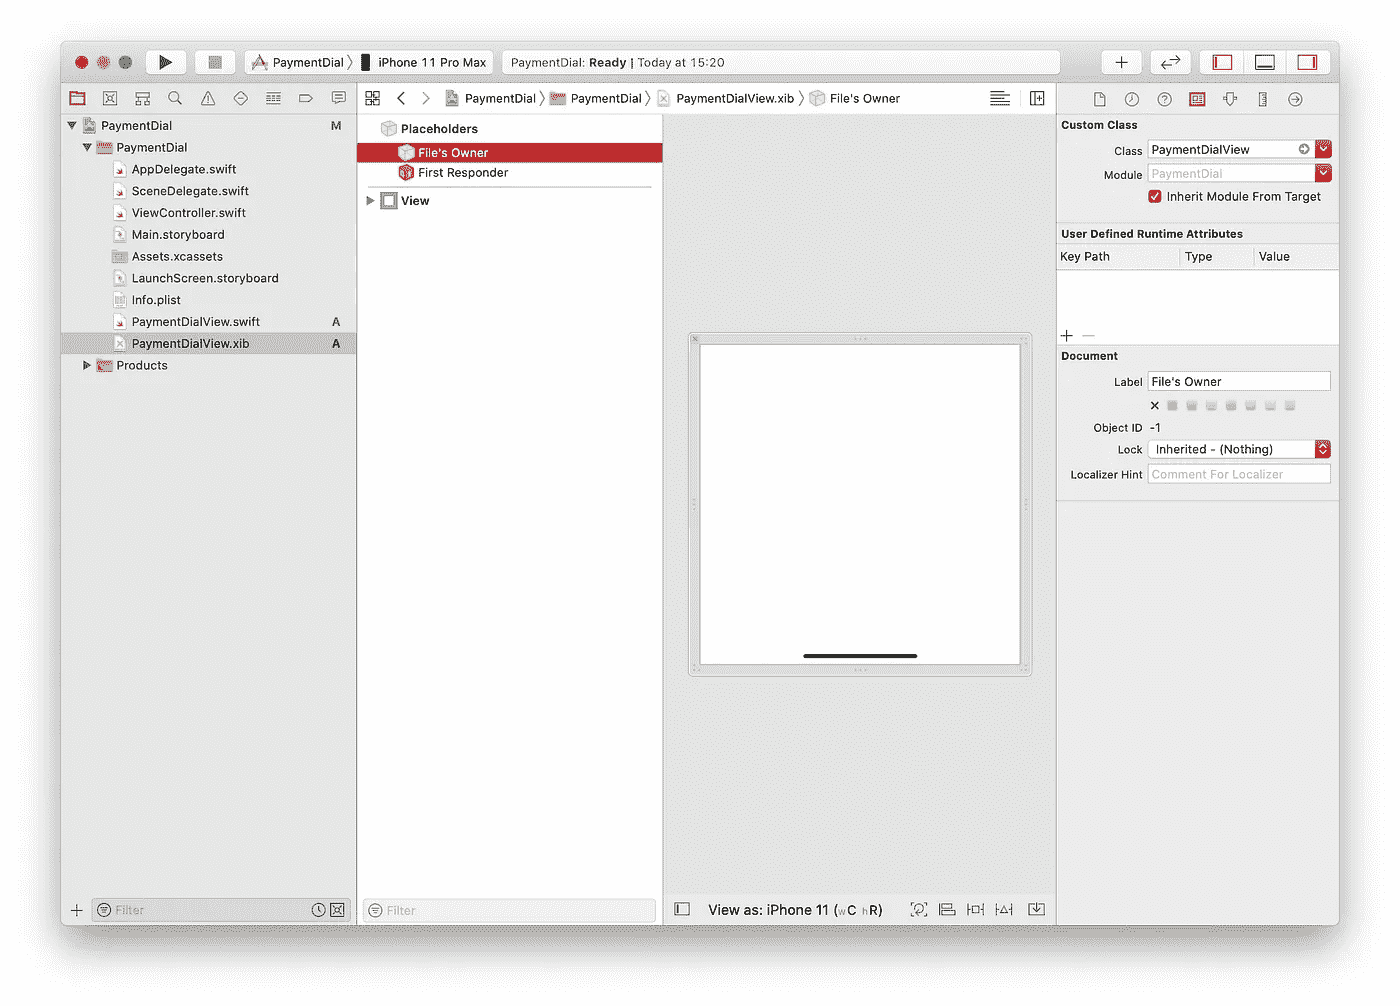 PaymentDial 〉 iPhone 11 Pro Max
PaymentDial: Ready | Today at 15:20
PaymentDial 〉 PaymentDial 〉 PaymentDialView.xib 〉 File's Owner
PaymentDial M
PaymentDial
AppDelegate.swift
SceneDelegate.swift
ViewController.swift
Main.storyboard
Assets.xcassets
LaunchScreen.storyboard
Info.plist
PaymentDialView.swift A
PaymentDialView.xib A
Products
Filter
Placeholders
File's Owner
First Responder
View
Filter
View as: iPhone 11 (wC hR)
Custom Class
Class PaymentDialView
Module PaymentDial
Inherit Module From Target
User Defined Runtime Attributes
Key Path Type Value
Document
Label File's Owner
Object ID -1
Lock Inherited - (Nothing)
Localizer Hint Comment For Localizer